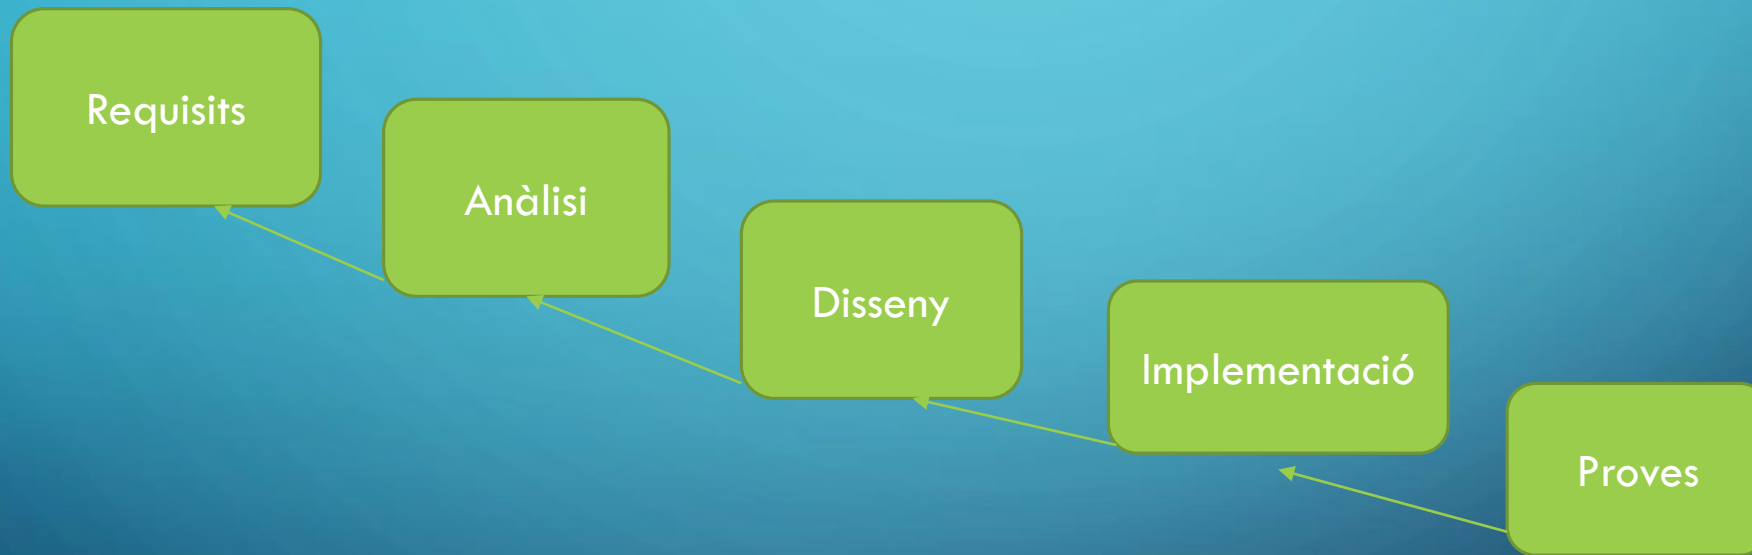 Requisits
Anàlisi
Disseny
Implementació
Proves